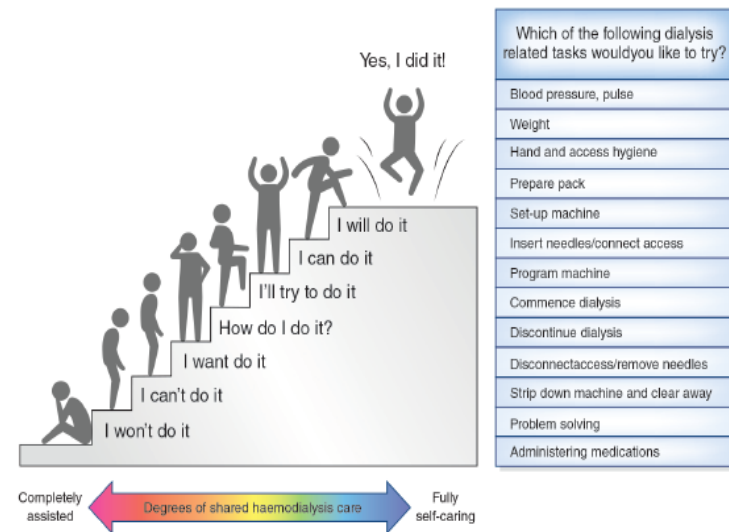 Yes, I did it!
I will do it
I can do it
I'll try to do it
How do I do it?
I want do it
I can't do it
I won't do it
Completely
assisted
Degrees of shared haemodialysis care
Fully
self-caring
Which of the following dialysis
related tasks wouldyou like to try?
Blood pressure, pulse
Weight
Hand and access hygiene
Prepare pack
Set-up machine
Insert needles/connect access
Program machine
Commence dialysis
Discontinue dialysis
Disconnectaccess/remove needles
Strip down machine and clear away
Problem solving
Administering medications